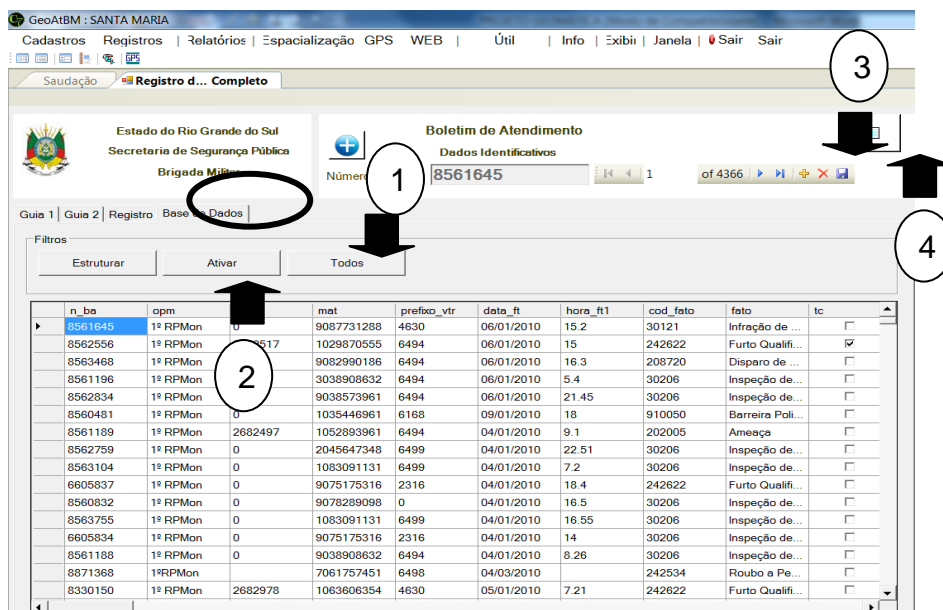 GeoAtBM : SANTA MARIA
Cadastros Registros | Relatórios | Espacialização GPS WEB | Útil | Info | Exibir | Janela | Sair Sair
GPS
Saudação Registro d... Completo
Estado do Rio Grande do Sul
Secretaria de Segurança Pública
Brigada Militar
Boletim de Atendimento
Dados Identificativos
Número 8561645 1 of 4366
3
1
4
Guia 1 Guia 2 Registro Base de Dados
Filtros
Estruturar Ativar Todos
n_ba opm mat prefixo_vtr data_ft hora_ft1 cod_fato fato tc
8561645 1º RPMon 0 9087731288 4630 06/01/2010 15.2 30121 Infração de ...
8562556 1º RPMon 1029870555 6494 06/01/2010 15 242622 Furto Qualifi...
8563468 1º RPMon 9082990186 6494 06/01/2010 16.3 208720 Disparo de ...
8561196 1º RPMon 3038908632 6494 06/01/2010 5.4 30206 Inspeção de...
2
8562834 1º RPMon 9038573961 6494 06/01/2010 21.45 30206 Inspeção de...
8560481 1º RPMon 0 1035446961 6168 09/01/2010 18 910050 Barreira Poli...
8561189 1º RPMon 2682497 1052893961 6494 04/01/2010 9.1 202005 Ameaça
8562759 1º RPMon 0 2045647348 6499 04/01/2010 22.51 30206 Inspeção de...
8563104 1º RPMon 0 1083091131 6499 04/01/2010 7.2 30206 Inspeção de...
6605837 1º RPMon 0 9075175316 2316 04/01/2010 18.4 242622 Furto Qualifi...
8560832 1º RPMon 0 9078289098 0 04/01/2010 16.5 30206 Inspeção de...
8563755 1º RPMon 0 1083091131 6499 04/01/2010 16.55 30206 Inspeção de...
6605834 1º RPMon 0 9075175316 2316 04/01/2010 14 30206 Inspeção de...
8561188 1º RPMon 0 9038908632 6494 04/01/2010 8.26 30206 Inspeção de...
8871368 1ºRPMon 7061757451 6498 04/03/2010 242534 Roubo a Pe...
8330150 1º RPMon 2682978 1063606354 4630 05/01/2010 7.21 242622 Furto Qualifi...